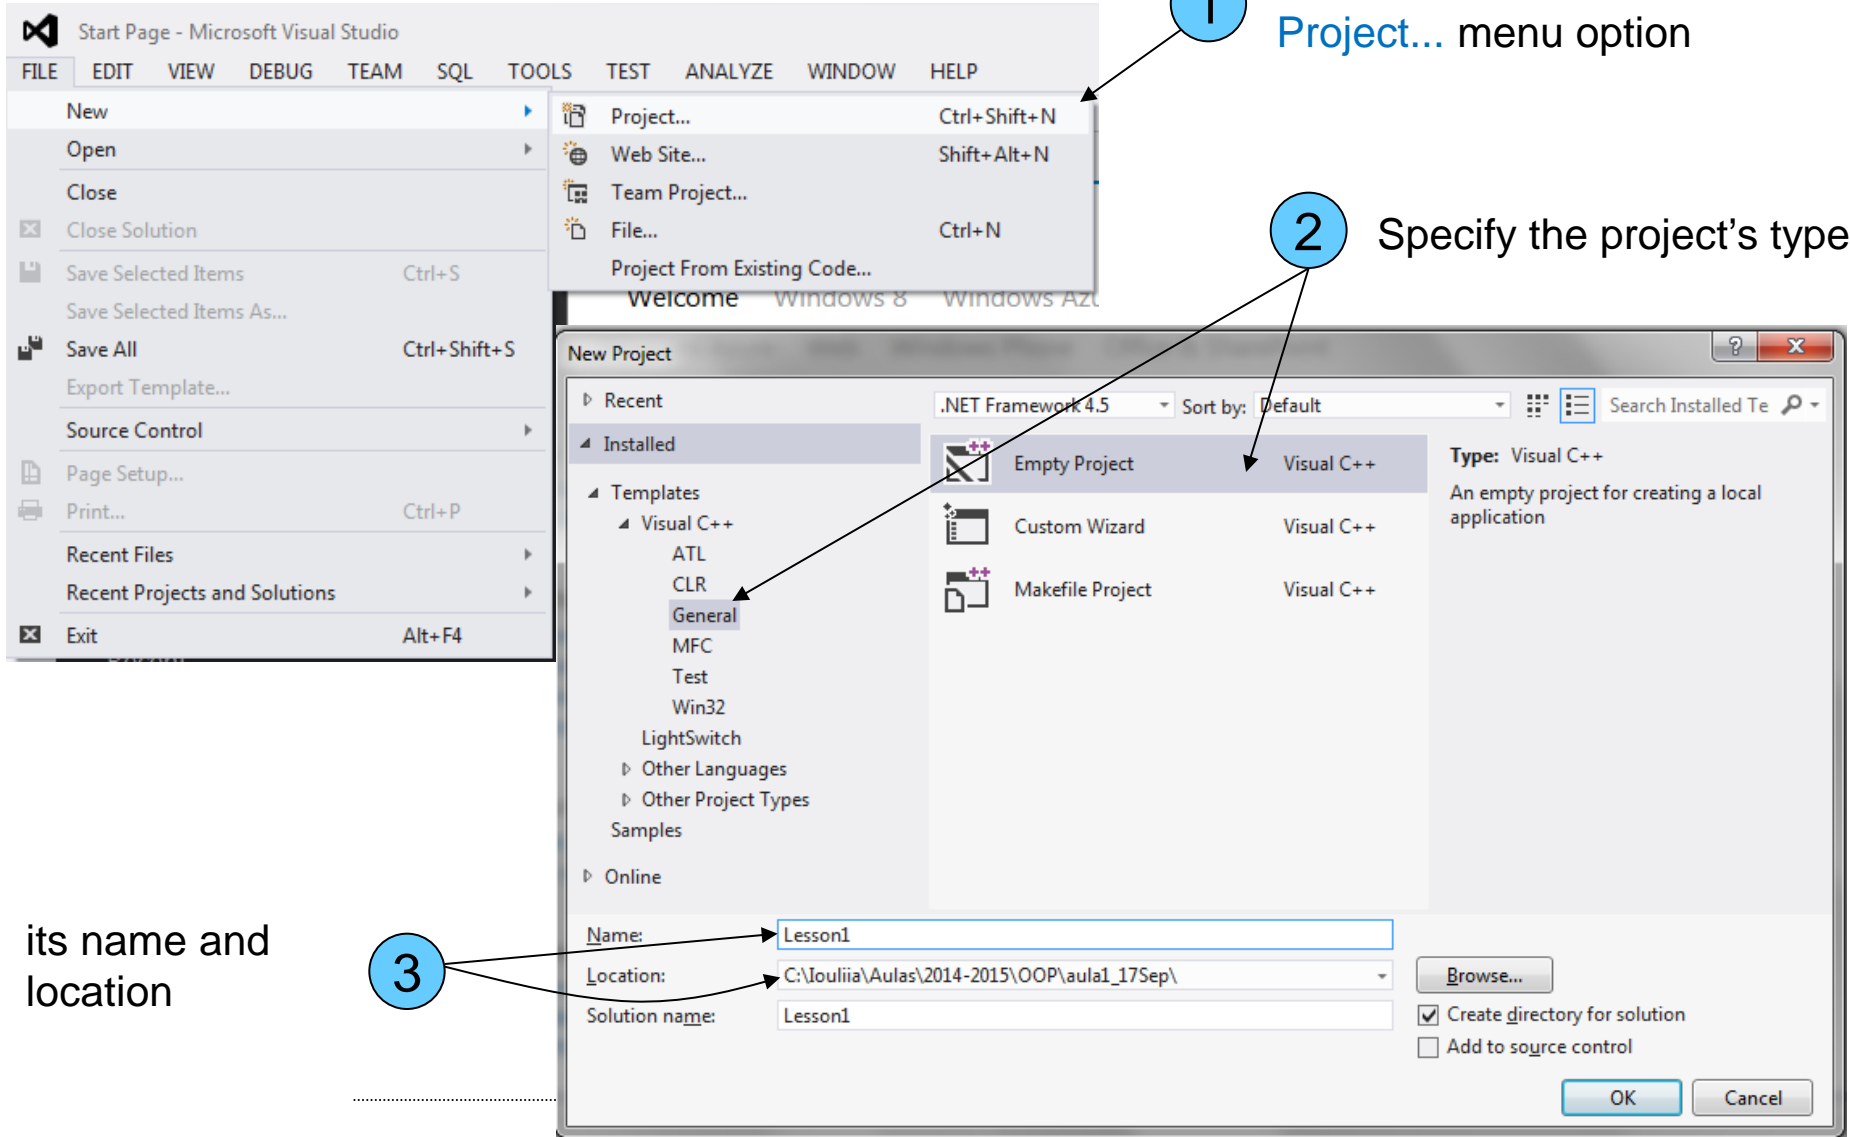 1
Project... menu option
Start Page - Microsoft Visual Studio
FILE EDIT VIEW DEBUG TEAM SQL TOOLS TEST ANALYZE WINDOW HELP
New
Open
Close
Close Solution
Save Selected Items Ctrl+S
Save Selected Items As...
Save All Ctrl+Shift+S
Export Template...
Source Control
Page Setup...
Print... Ctrl+P
Recent Files
Recent Projects and Solutions
Exit Alt+F4
Project... Ctrl+Shift+N
Web Site... Shift+Alt+N
Team Project...
File... Ctrl+N
Project From Existing Code...
Welcome Windows 8 Windows Azu
2 Specify the project's type
New Project
Recent
Installed
Templates
Visual C++
ATL
CLR
General
MFC
Test
Win32
LightSwitch
Other Languages
Other Project Types
Samples
Online
.NET Framework 4.5 Sort by: Default Search Installed Te
Empty Project Visual C++
Custom Wizard Visual C++
Makefile Project Visual C++
Type: Visual C++
An empty project for creating a local
application
its name and
location
3
Name: Lesson1
Location: C:\Iouliia\Aulas\2014-2015\OOP\aula1_17Sep\ Browse...
Solution name: Lesson1
Create directory for solution
Add to source control
OK Cancel